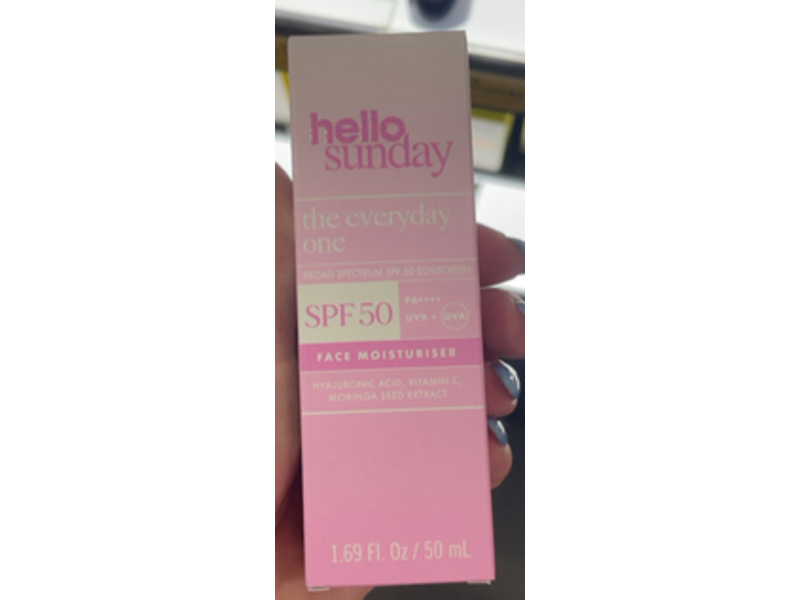 hello
sunday
the everyday
one
BROAD SPECTRUM SPF 50 SUNSCREEN
SPF 50
PA++++
UVB + UVA
FACE MOISTURISER
HYALURONIC ACID, VITAMIN C,
MORINGA SEED EXTRACT
1.69 Fl. Oz / 50 mL